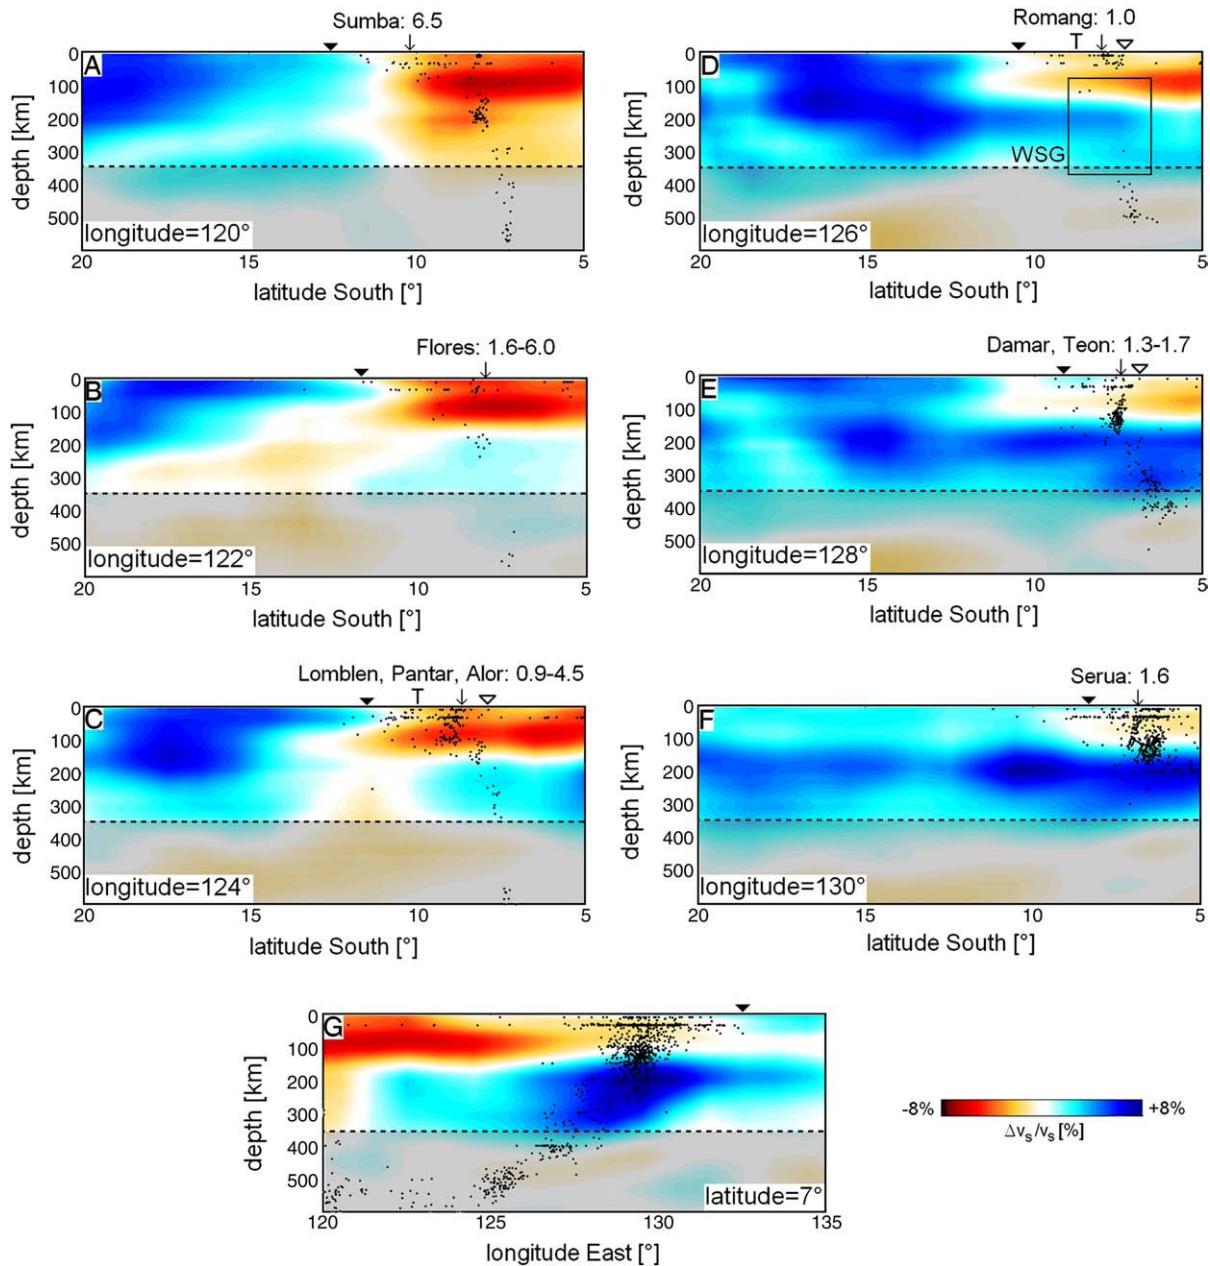 Sumba: 6.5
A
0
100
200
300
400
500
depth [km]
longitude=120°
20 15 10 5
latitude South [°]
Romang: 1.0
T
D
0
100
200
300
400
500
depth [km]
WSG
longitude=126°
20 15 10 5
latitude South [°]
Flores: 1.6-6.0
B
0
100
200
300
400
500
depth [km]
longitude=122°
20 15 10 5
latitude South [°]
Damar, Teon: 1.3-1.7
E
0
100
200
300
400
500
depth [km]
longitude=128°
20 15 10 5
latitude South [°]
Lomblen, Pantar, Alor: 0.9-4.5
T
C
0
100
200
300
400
500
depth [km]
longitude=124°
20 15 10 5
latitude South [°]
Serua: 1.6
F
0
100
200
300
400
500
depth [km]
longitude=130°
20 15 10 5
latitude South [°]
G
0
100
200
300
400
500
depth [km]
latitude=7°
120 125 130 135
longitude East [°]
-8% +8%
Δvs/vs [%]